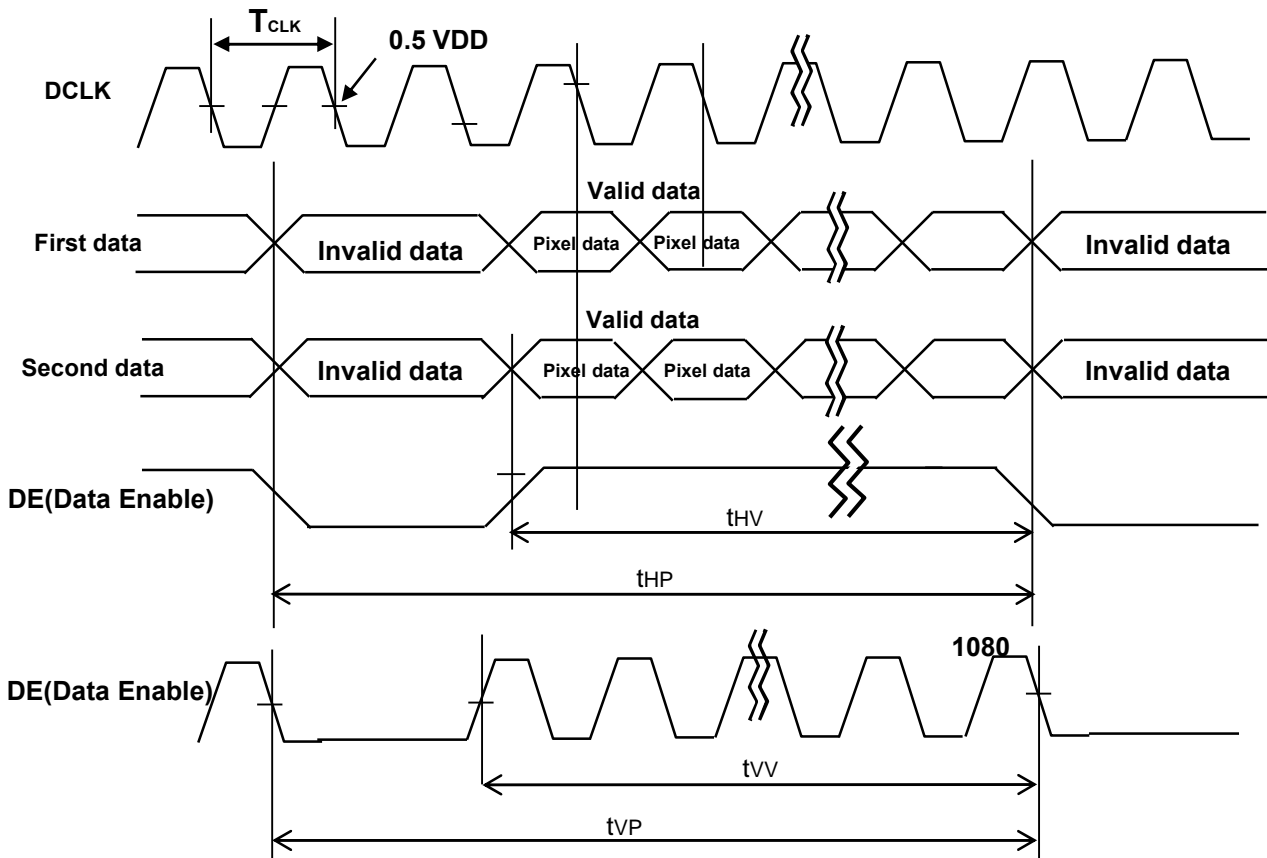 TCLK
0.5 VDD
DCLK
Valid data
First data
Invalid data
Pixel data
Pixel data
Invalid data
Valid data
Second data
Invalid data
Pixel data
Pixel data
Invalid data
DE(Data Enable)
tHV
tHP
1080
DE(Data Enable)
tVV
tVP